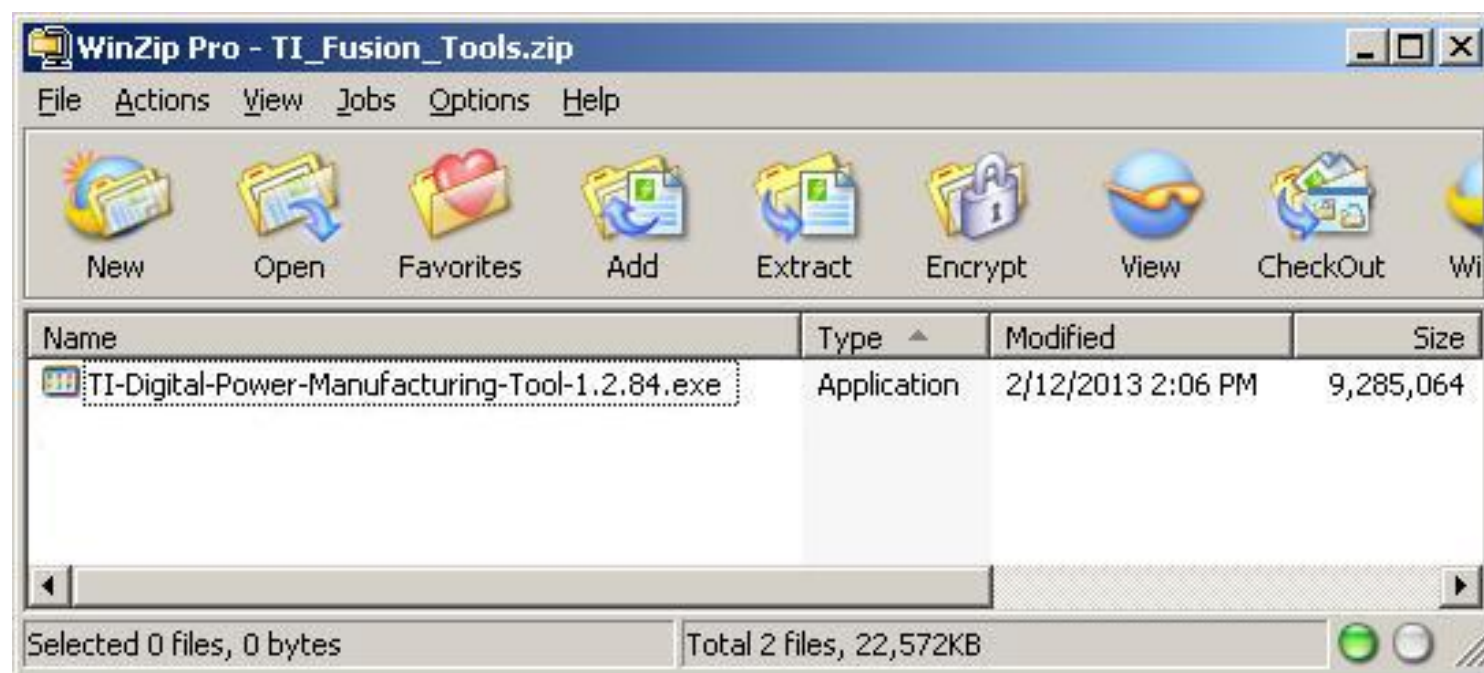 WinZip Pro - TI_Fusion_Tools.zip
File Actions View Jobs Options Help
New Open Favorites Add Extract Encrypt View CheckOut Wi
Name Type Modified Size
TI-Digital-Power-Manufacturing-Tool-1.2.84.exe Application 2/12/2013 2:06 PM 9,285,064
Selected 0 files, 0 bytes Total 2 files, 22,572KB